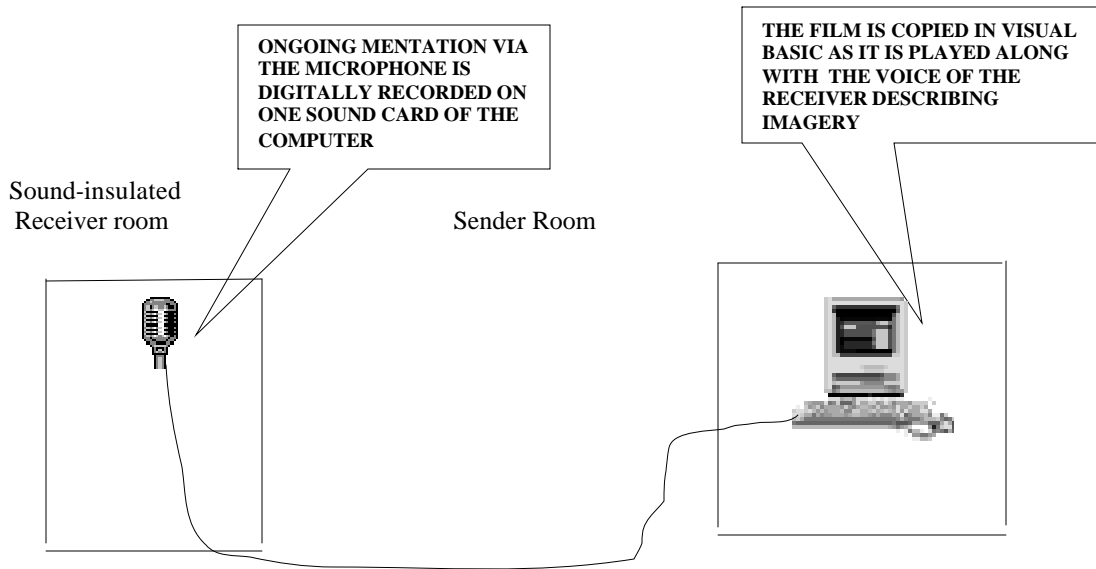 ONGOING MENTATION VIA
THE MICROPHONE IS
DIGITALLY RECORDED ON
ONE SOUND CARD OF THE
COMPUTER
THE FILM IS COPIED IN VISUAL
BASIC AS IT IS PLAYED ALONG
WITH THE VOICE OF THE
RECEIVER DESCRIBING
IMAGERY
Sound-insulated
Receiver room
Sender Room